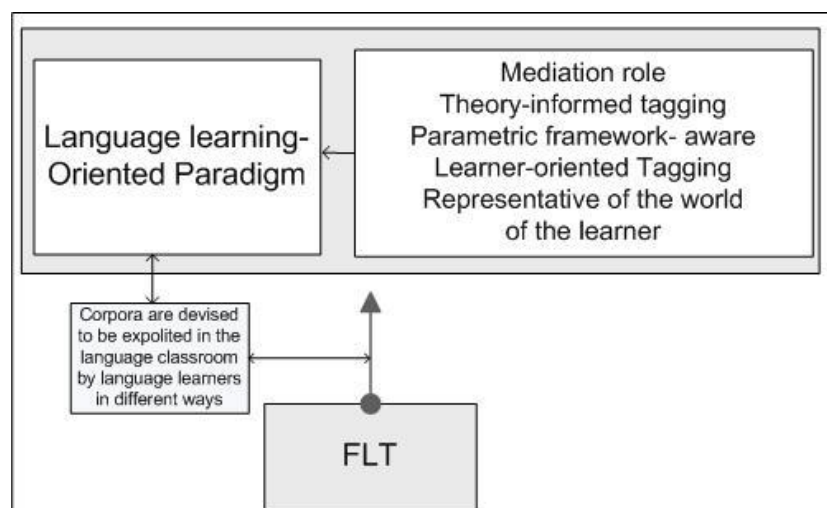 Language learning-
Oriented Paradigm
Mediation role
Theory-informed tagging
Parametric framework- aware
Learner-oriented Tagging
Representative of the world
of the learner
Corpora are devised
to be expolited in the
language classroom
by language learners
in different ways
FLT